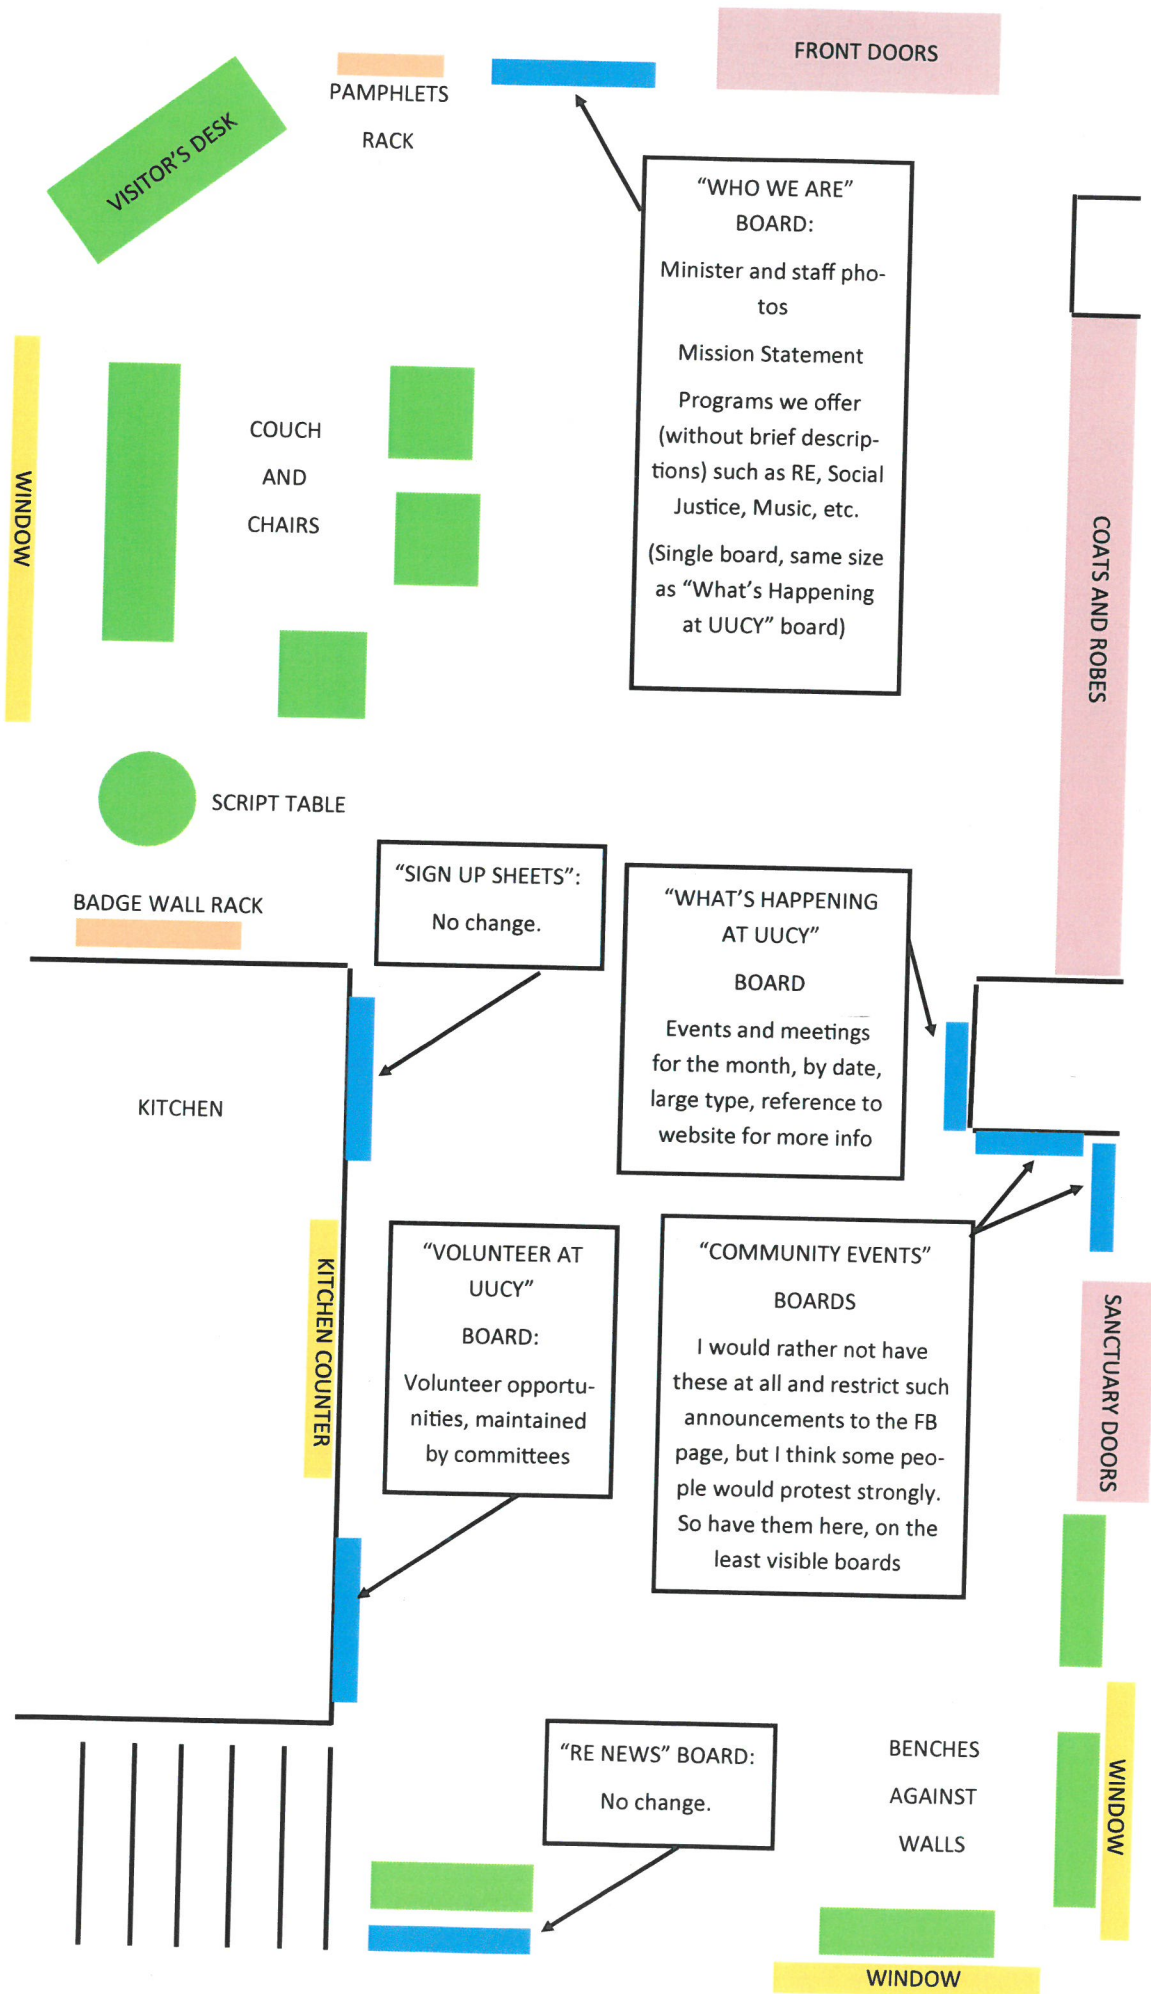 FRONT DOORS
PAMPHLETS
RACK
VISITOR'S DESK
“WHO WE ARE”
BOARD:
Minister and staff pho-
tos
Mission Statement
Programs we offer
(without brief descrip-
tions) such as RE, Social
Justice, Music, etc.
(Single board, same size
as “What’s Happening
at UUCY” board)
WINDOW
COUCH
AND
CHAIRS
COATS AND ROBES
SCRIPT TABLE
BADGE WALL RACK
“SIGN UP SHEETS”:
No change.
“WHAT’S HAPPENING
AT UUCY”
BOARD
Events and meetings
for the month, by date,
large type, reference to
website for more info
KITCHEN
KITCHEN COUNTER
“VOLUNTEER AT
UUCY”
BOARD:
Volunteer opportu-
nities, maintained
by committees
“COMMUNITY EVENTS”
BOARDS
I would rather not have
these at all and restrict such
announcements to the FB
page, but I think some peo-
ple would protest strongly.
So have them here, on the
least visible boards
SANCTUARY DOORS
“RE NEWS” BOARD:
No change.
BENCHES
AGAINST
WALLS
WINDOW
WINDOW